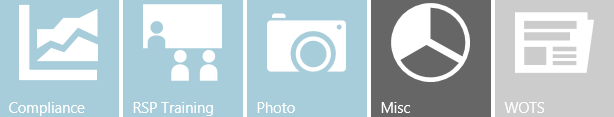 Compliance
RSP Training
Photo
Misc
WOTS